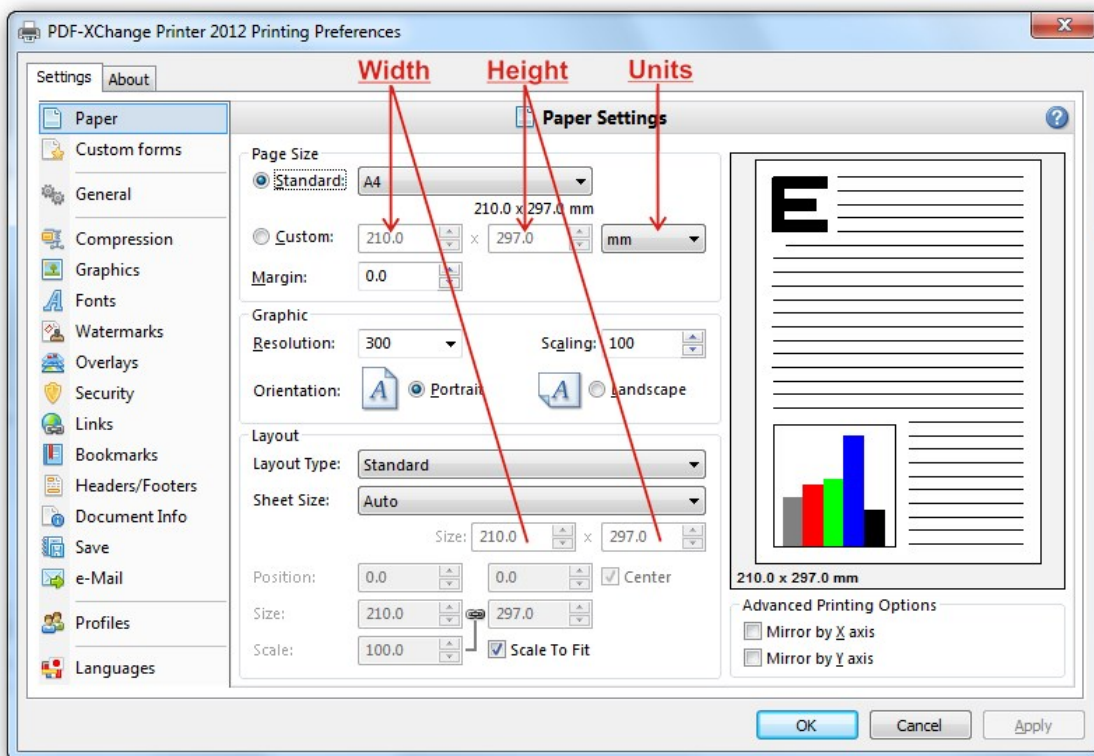 PDF-XChange Printer 2012 Printing Preferences
Settings About
Width Height Units
Paper
Custom forms
General
Compression
Graphics
Fonts
Watermarks
Overlays
Security
Links
Bookmarks
Headers/Footers
Document Info
Save
e-Mail
Profiles
Languages
Paper Settings
Page Size
Standard: A4
210.0 x 297.0 mm
Custom: 210.0 x 297.0 mm
Margin: 0.0
Graphic
Resolution: 300 Scaling: 100
Orientation: A Portrait A Landscape
Layout
Layout Type: Standard
Sheet Size: Auto
Size: 210.0 x 297.0
Position: 0.0 0.0 Center
Size: 210.0 297.0
Scale: 100.0 Scale To Fit
E
210.0 x 297.0 mm
Advanced Printing Options
Mirror by X axis
Mirror by Y axis
OK Cancel Apply